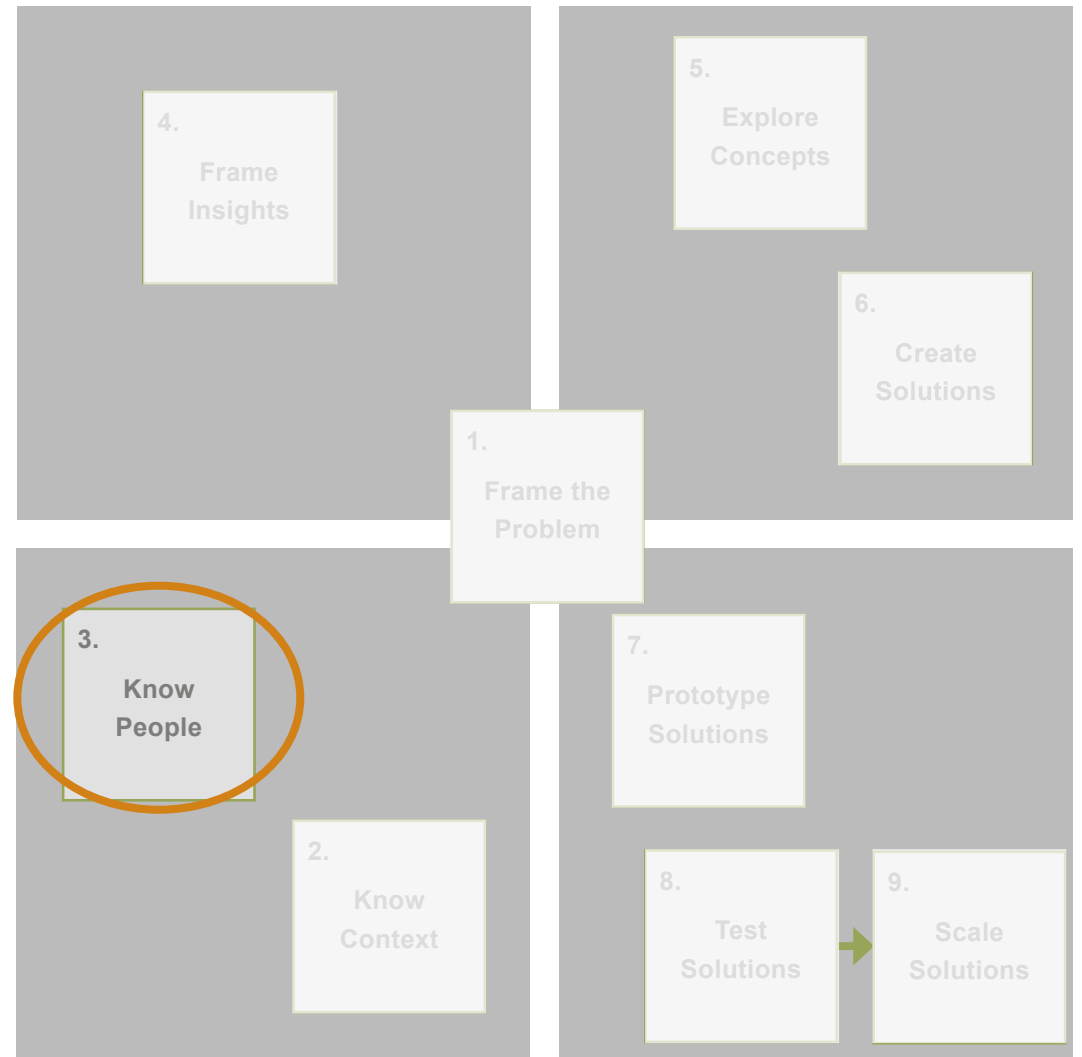 4.
Frame
Insights
5.
Explore
Concepts
6.
Create
Solutions
1.
Frame the
Problem
3.
Know
People
2.
Know
Context
7.
Prototype
Solutions
8.
Test
Solutions
9.
Scale
Solutions